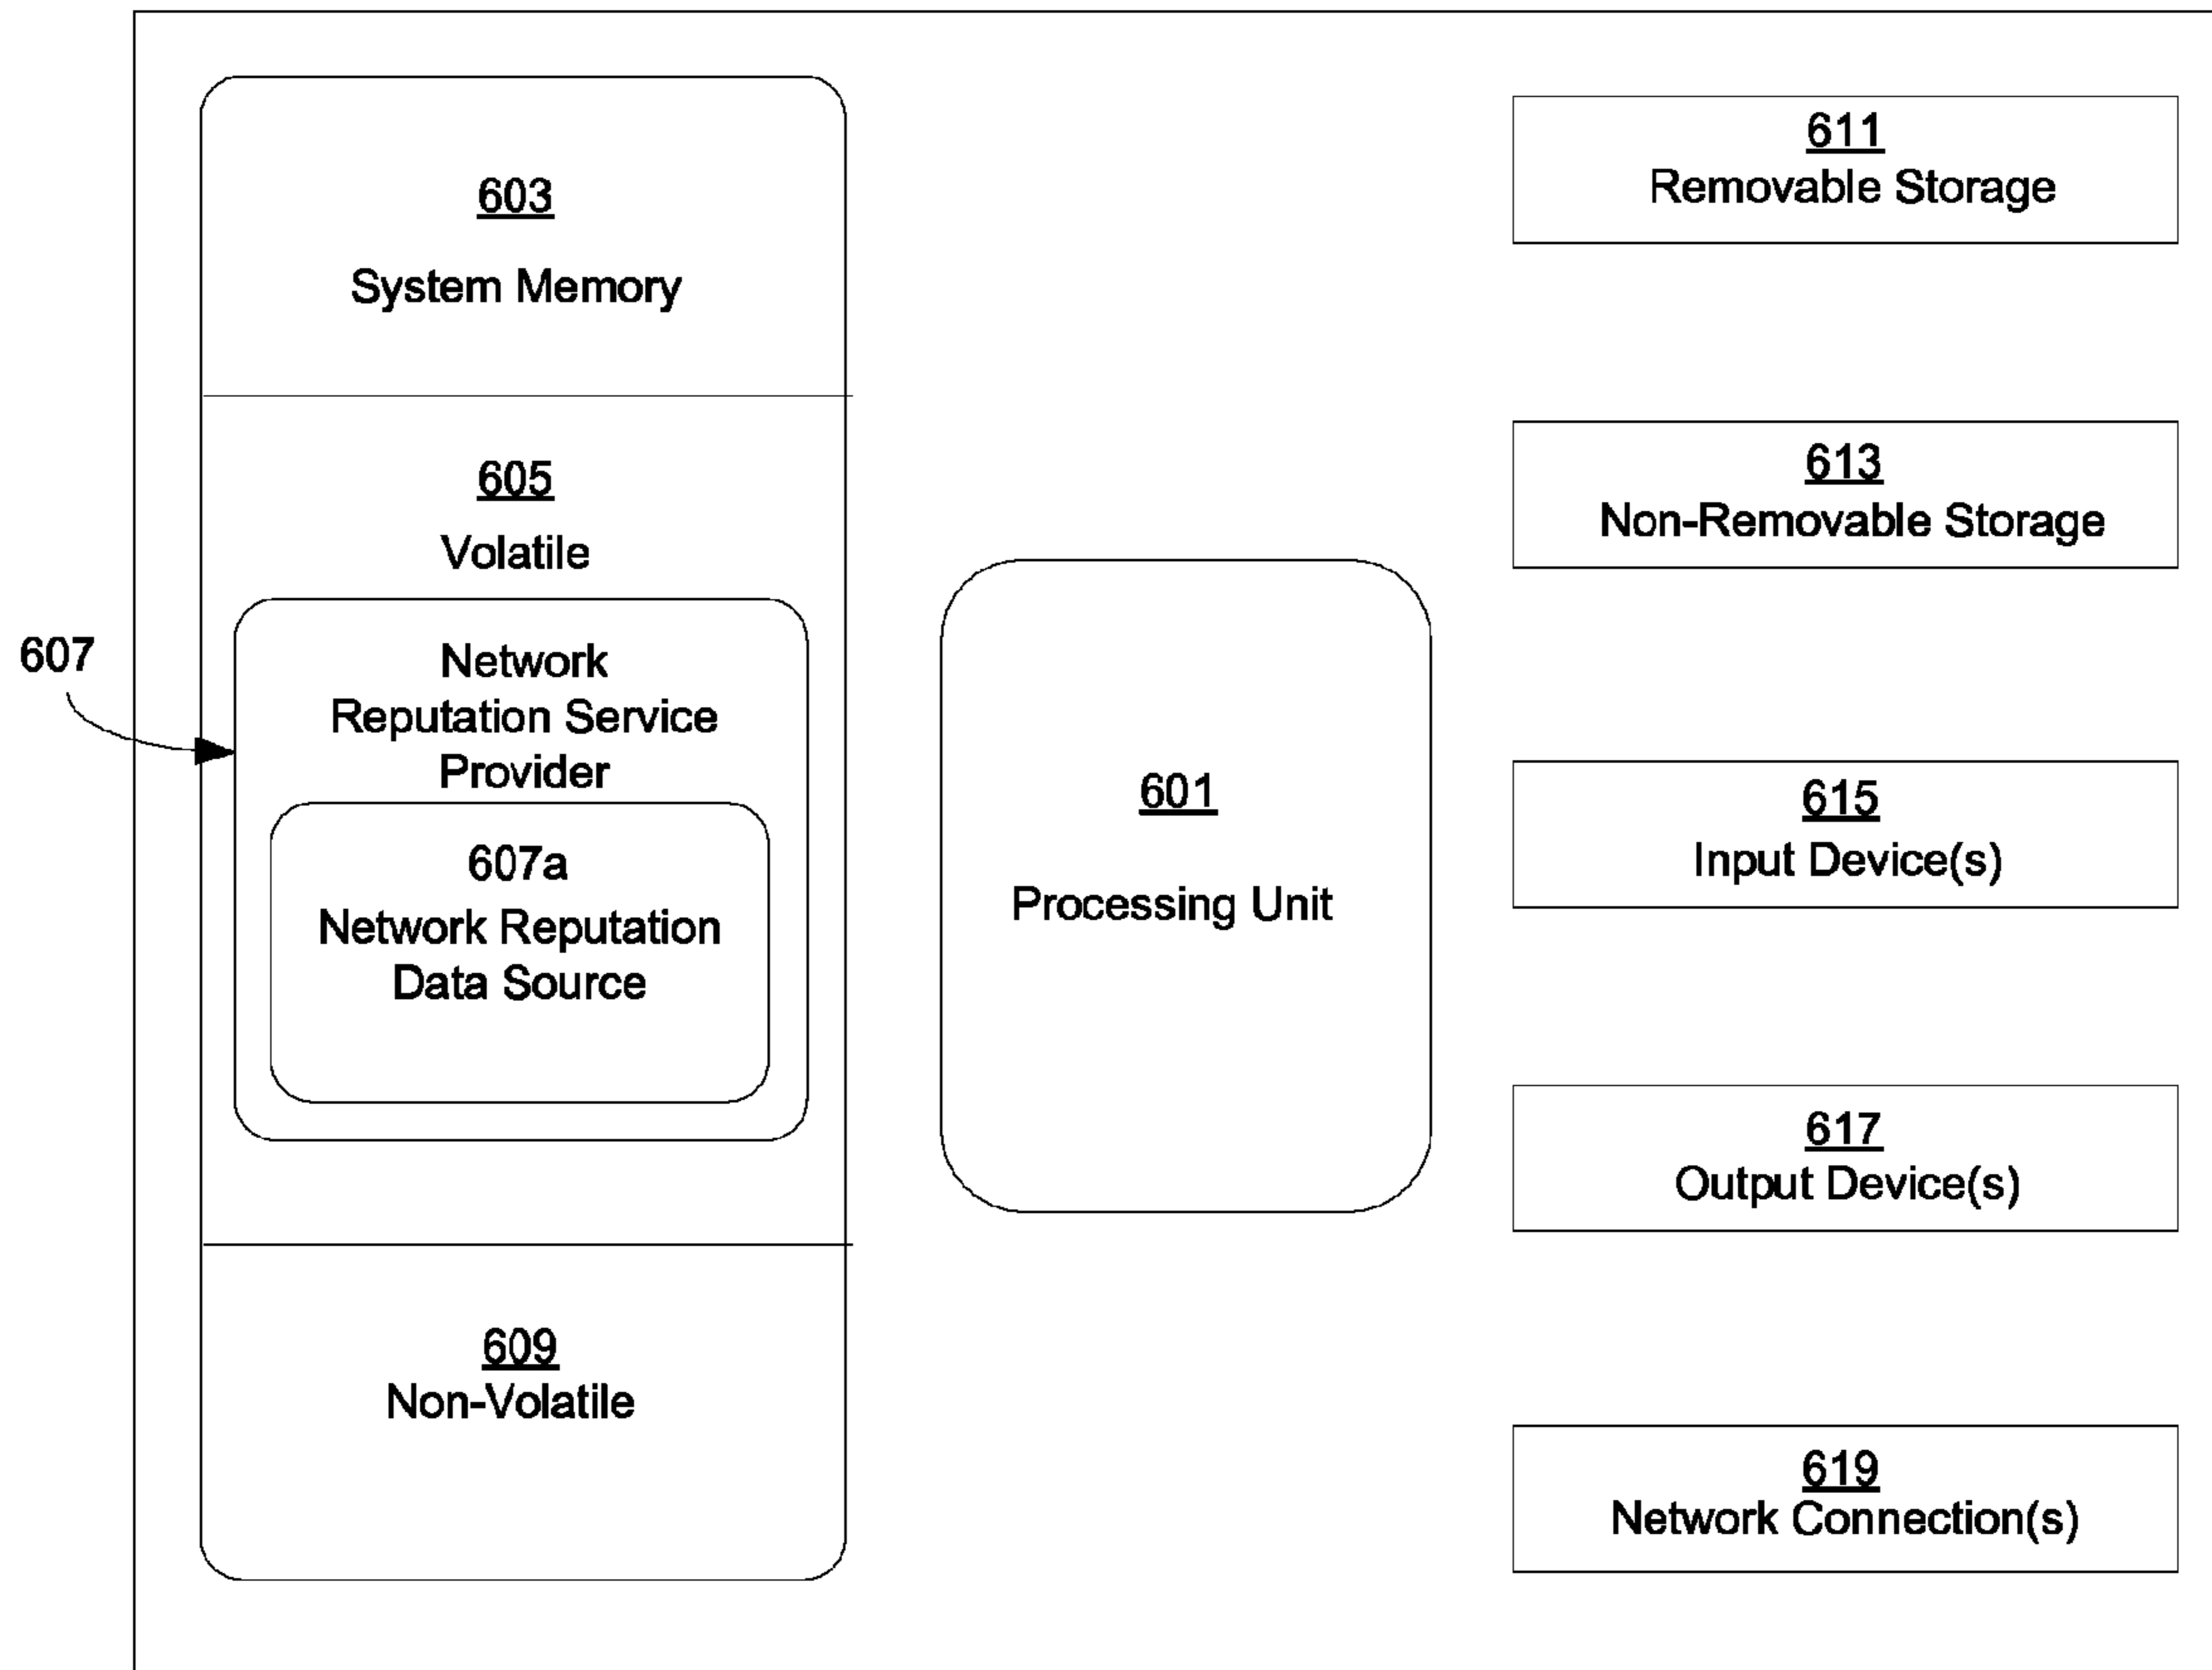 603
System Memory
605
Volatile
607
Network
Reputation Service
Provider
607a
Network Reputation
Data Source
609
Non-Volatile
601
Processing Unit
611
Removable Storage
613
Non-Removable Storage
615
Input Device(s)
617
Output Device(s)
619
Network Connection(s)